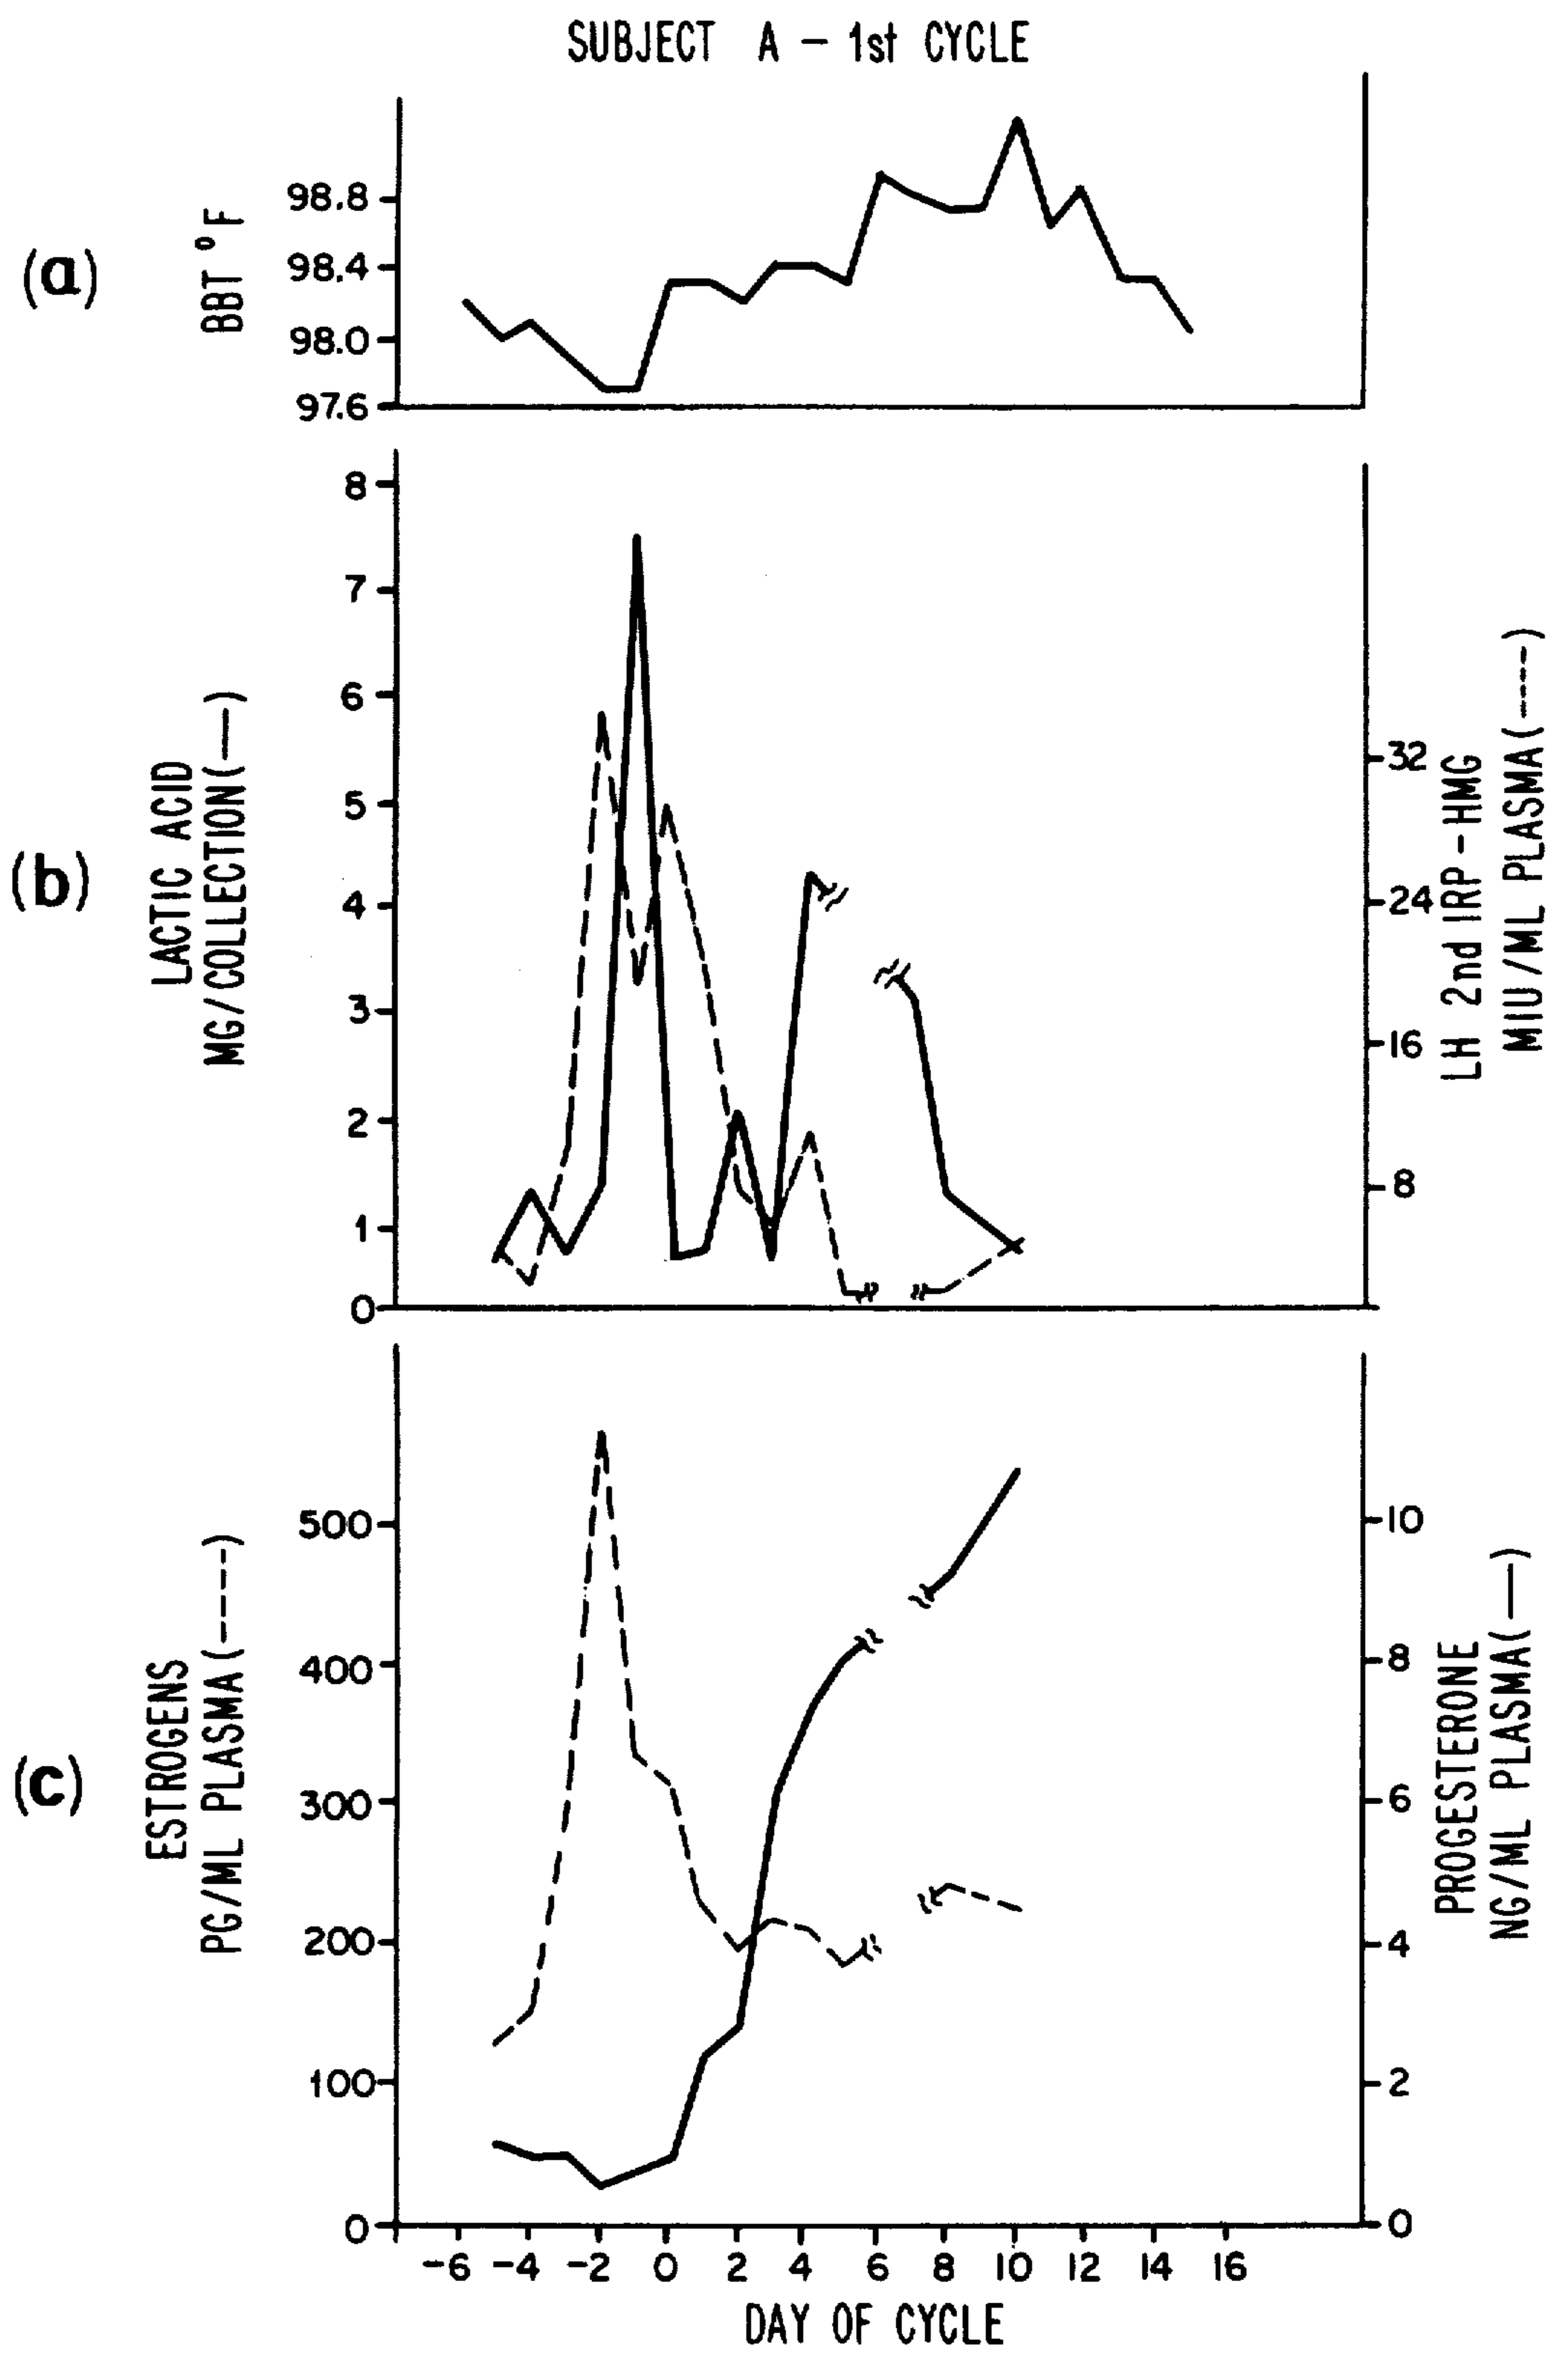 SUBJECT A – 1st CYCLE
(a)
BBT °F
98.8
98.4
98.0
97.6
(b)
LACTIC ACID
MG/COLLECTION(—)
8
7
6
5
4
3
2
1
0
32
24
16
8
LH 2nd IRP-HMG
MIU/ML PLASMA(----)
(c)
ESTROGENS
PG/ML PLASMA(----)
500
400
300
200
100
0
10
8
6
4
2
0
PROGESTERONE
NG/ML PLASMA(—)
-6 -4 -2 0 2 4 6 8 10 12 14 16
DAY OF CYCLE